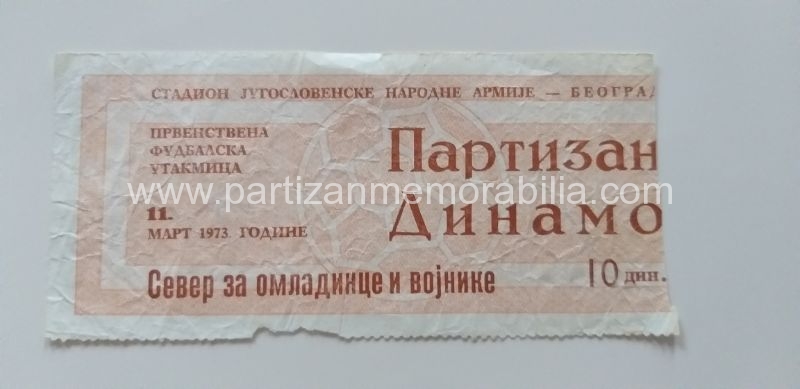 СТАДИОН ЈУГОСЛОВЕНСКЕ НАРОДНЕ АРМИЈЕ — БЕОГРАД
ПРВЕНСТВЕНА
ФУДБАЛСКА
УТАКМИЦА
Партизан
www.partizanmemorabilia.com
11.
МАРТ 1973. ГОДИНЕ
Динамо
Север за омладинце и војнике
10 дин.